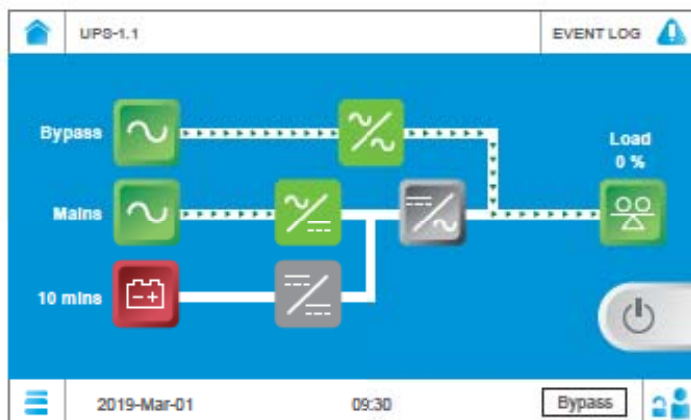 UPS-1.1
EVENT LOG
Bypass
Load
0 %
Mains
10 mins
2019-Mar-01
09:30
Bypass